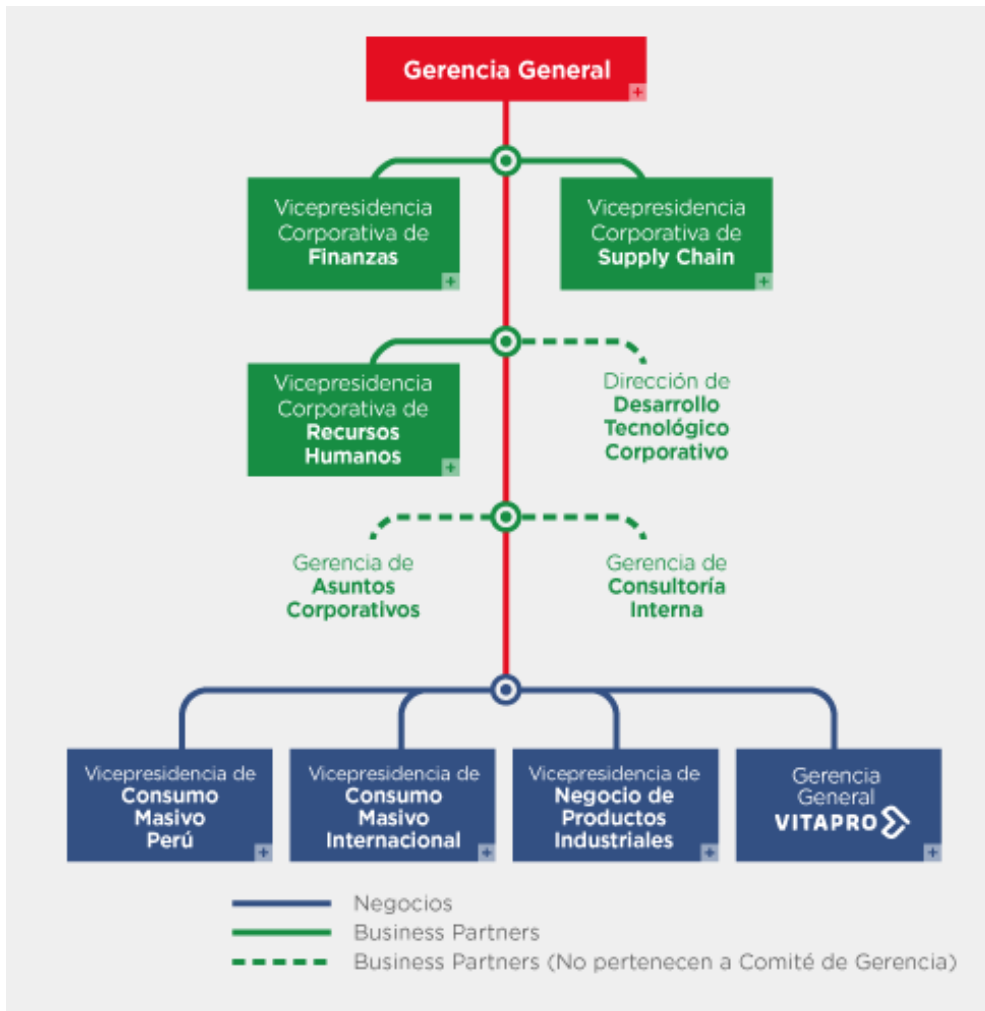 Gerencia General
+
Vicepresidencia
Corporativa de
Finanzas
+
Vicepresidencia
Corporativa de
Supply Chain
+
Vicepresidencia
Corporativa de
Recursos
Humanos
+
Dirección de
Desarrollo
Tecnológico
Corporativo
Gerencia de
Asuntos
Corporativos
Gerencia de
Consultoría
Interna
Vicepresidencia de
Consumo
Masivo
Perú
+
Vicepresidencia de
Consumo
Masivo
Internacional
+
Vicepresidencia de
Negocio de
Productos
Industriales
+
Gerencia
General
VITAPRO
+
Negocios
Business Partners
Business Partners (No pertenecen a Comité de Gerencia)